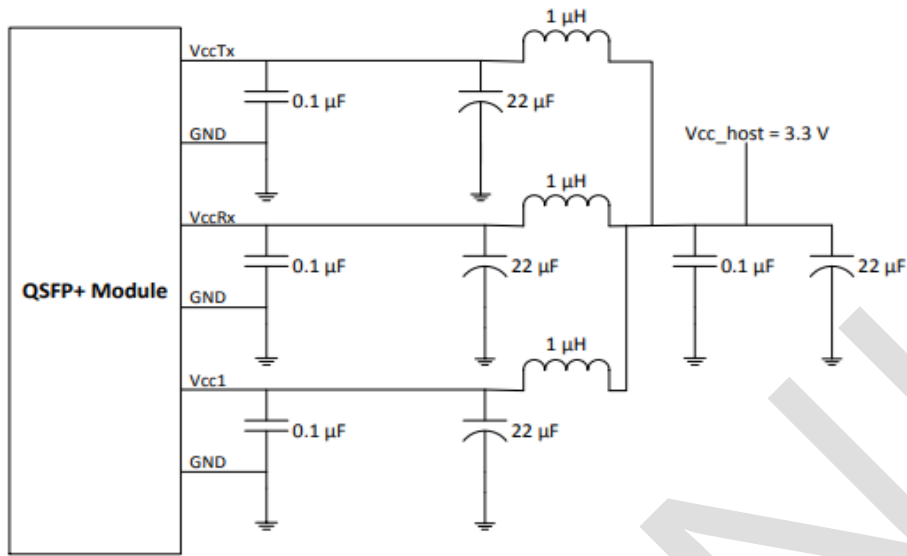 1 µH
VccTx
0.1 µF
22 µF
GND
Vcc_host = 3.3 V
1 µH
VccRx
0.1 µF
22 µF
0.1 µF
22 µF
QSFP+ Module
GND
1 µH
Vcc1
0.1 µF
22 µF
GND